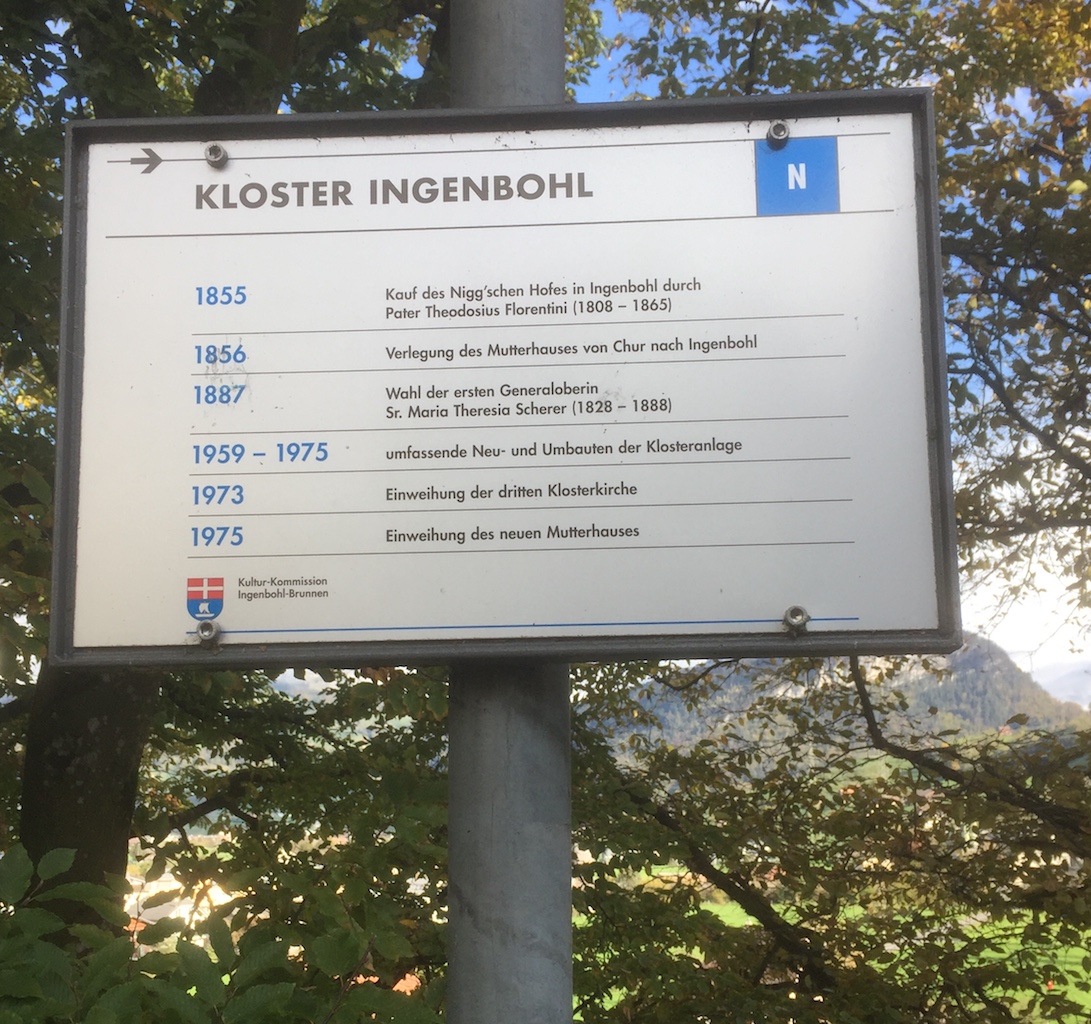 KLOSTER INGENBOHL
N
1855
Kauf des Nigg'schen Hofes in Ingenbohl durch
Pater Theodosius Florentini (1808 – 1865)
1856
Verlegung des Mutterhauses von Chur nach Ingenbohl
1887
Wahl der ersten Generaloberin
Sr. Maria Theresia Scherer (1828 – 1888)
1959 – 1975
umfassende Neu- und Umbauten der Klosteranlage
1973
Einweihung der dritten Klosterkirche
1975
Einweihung des neuen Mutterhauses
Kultur-Kommission
Ingenbohl-Brunnen